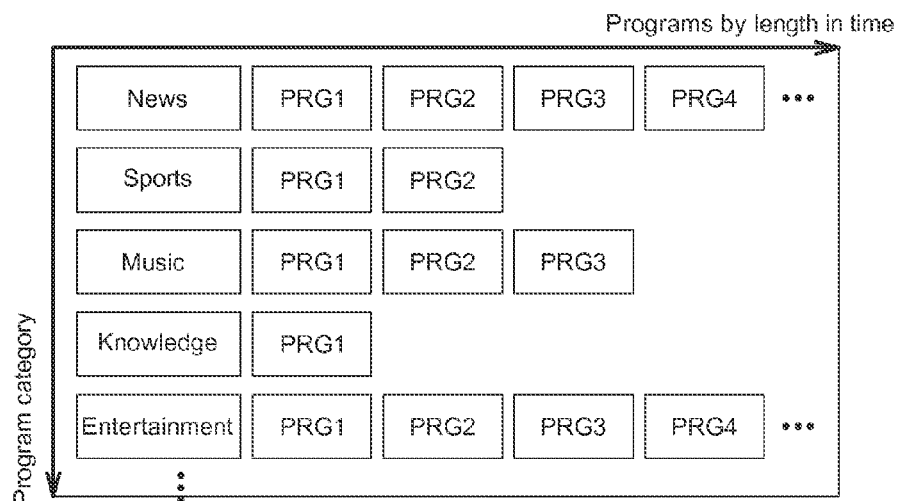 Programs by length in time
News PRG1 PRG2 PRG3 PRG4 •••
Sports PRG1 PRG2
Music PRG1 PRG2 PRG3
Knowledge PRG1
Entertainment PRG1 PRG2 PRG3 PRG4 •••
Program category